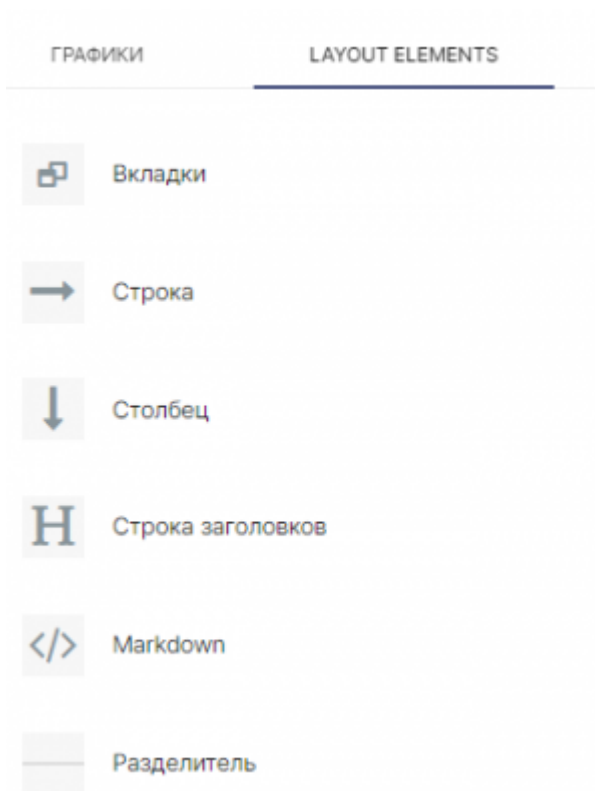 ГРАФИКИ LAYOUT ELEMENTS
Вкладки
Строка
Столбец
Строка заголовков
Markdown
Разделитель